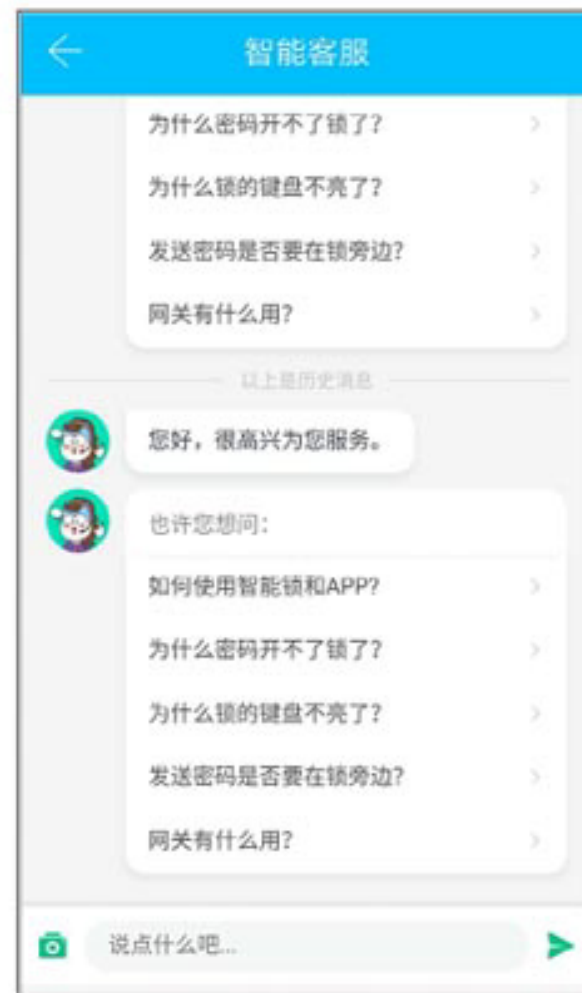 智能客服
为什么密码开不了锁了?
为什么锁的键盘不亮了?
发送密码是否要在锁旁边?
网关有什么用?
以上是历史消息
您好，很高兴为您服务。
也许您想问:
如何使用智能锁和APP?
为什么密码开不了锁了?
为什么锁的键盘不亮了?
发送密码是否要在锁旁边?
网关有什么用?
说点什么吧...